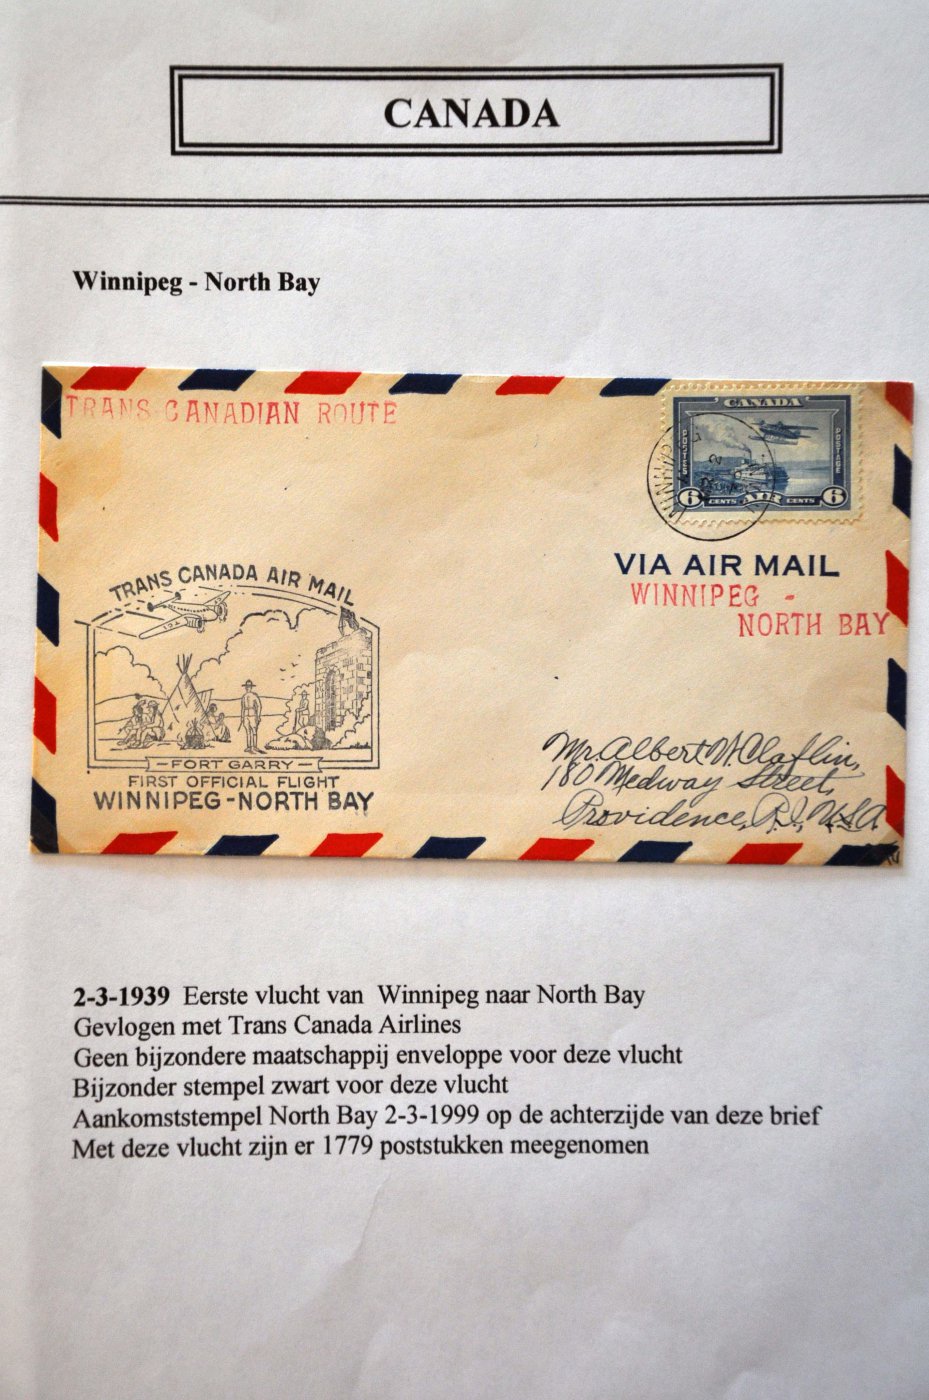 CANADA
Winnipeg - North Bay
TRANS-CANADIAN ROUTE
CANADA
POSTES
POSTAGE
6 CENTS AIR CENTS 6
WINNIPEG
VIA AIR MAIL
WINNIPEG -
NORTH BAY
TRANS CANADA AIR MAIL
TCA
FORT GARRY
FIRST OFFICIAL FLIGHT
WINNIPEG-NORTH BAY
Mr. Albert W. Claflin,
180 Medway Street,
Providence, R.I., U.S.A.
2-3-1939 Eerste vlucht van Winnipeg naar North Bay
Gevlogen met Trans Canada Airlines
Geen bijzondere maatschappij enveloppe voor deze vlucht
Bijzonder stempel zwart voor deze vlucht
Aankomststempel North Bay 2-3-1999 op de achterzijde van deze brief
Met deze vlucht zijn er 1779 poststukken meegenomen